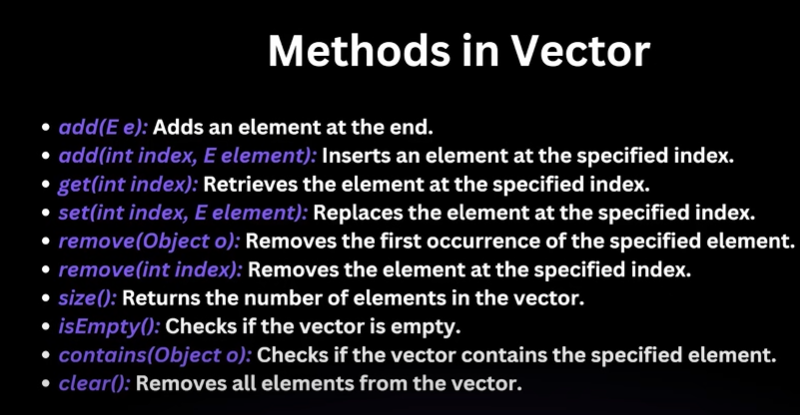 Methods in Vector
• add(E e): Adds an element at the end.
• add(int index, E element): Inserts an element at the specified index.
• get(int index): Retrieves the element at the specified index.
• set(int index, E element): Replaces the element at the specified index.
• remove(Object o): Removes the first occurrence of the specified element.
• remove(int index): Removes the element at the specified index.
• size(): Returns the number of elements in the vector.
• isEmpty(): Checks if the vector is empty.
• contains(Object o): Checks if the vector contains the specified element.
• clear(): Removes all elements from the vector.